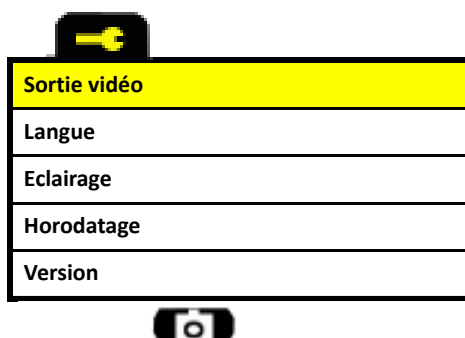 Sortie vidéo
Langue
Eclairage
Horodatage
Version